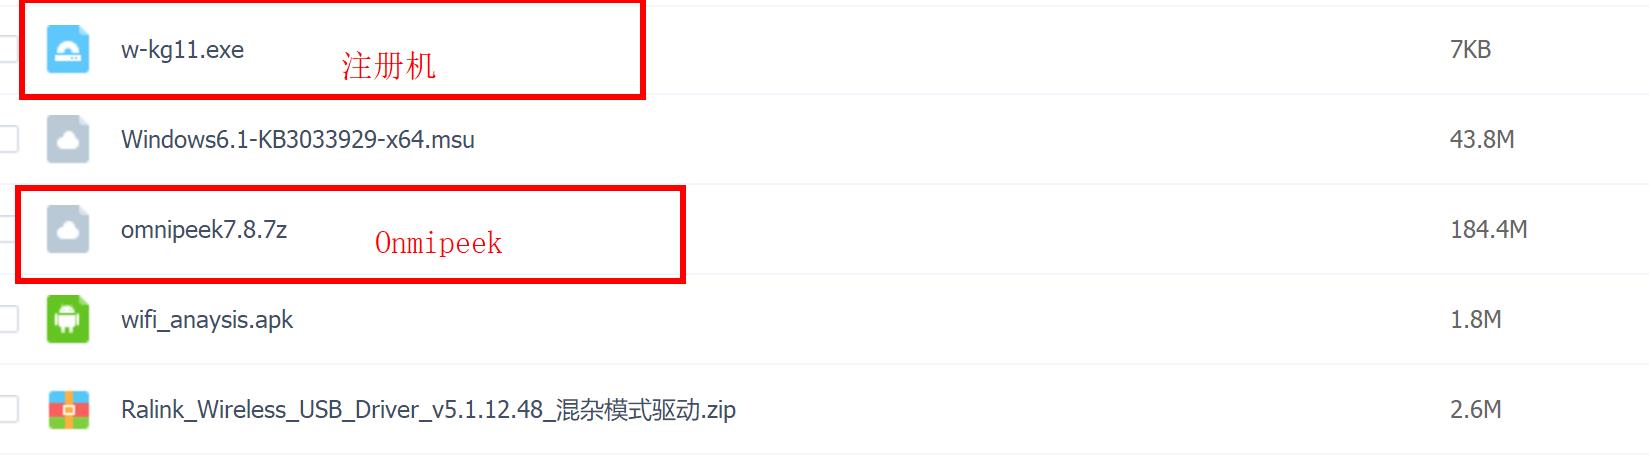 w-kg11.exe
注册机
7KB
Windows6.1-KB3033929-x64.msu
43.8M
omnipeek7.8.7z
Onmipeek
184.4M
wifi_anaysis.apk
1.8M
Ralink_Wireless_USB_Driver_v5.1.12.48_混杂模式驱动.zip
2.6M